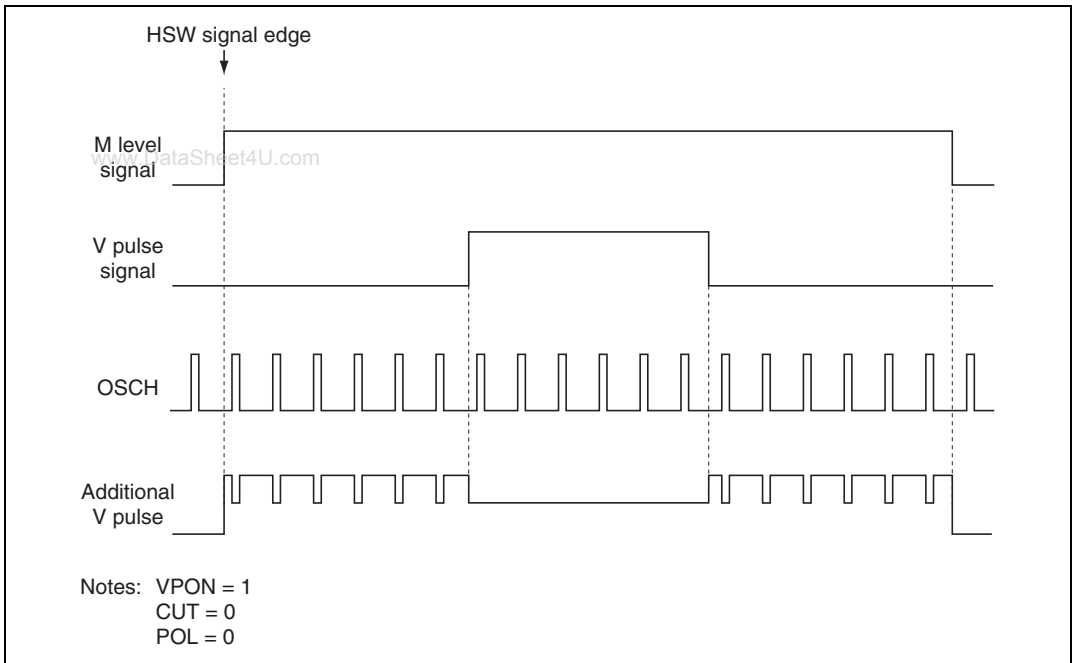 HSW signal edge
M level
signal
www.DataSheet4U.com
V pulse
signal
OSCH
Additional
V pulse
Notes: VPON = 1
CUT = 0
POL = 0